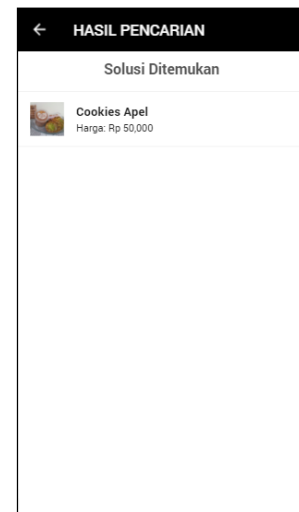 HASIL PENCARIAN
Solusi Ditemukan
Cookies Apel
Harga: Rp 50,000